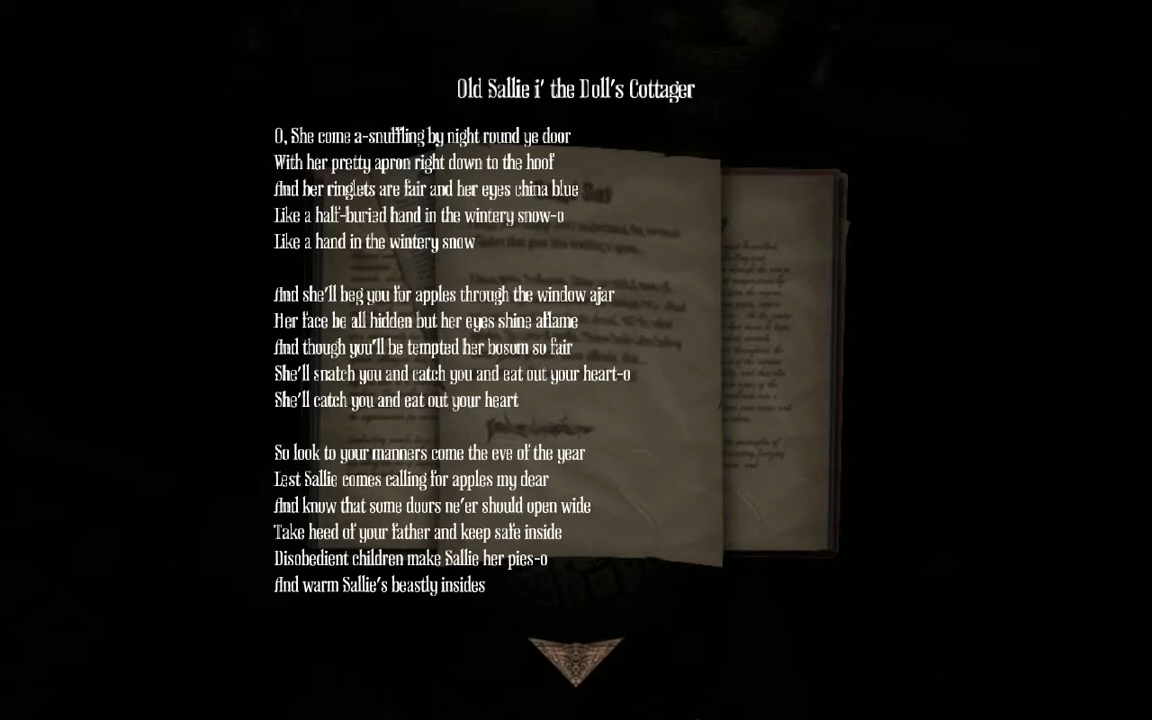 Old Sallie i' the Doll's Cottager
O, She come a-snuffling by night round ye door
With her pretty apron right down to the hoof
And her ringlets are fair and her eyes china blue
Like a half-buried hand in the wintery snow-o
Like a hand in the wintery snow
And she'll beg you for apples through the window ajar
Her face be all hidden but her eyes shine aflame
And though you'll be tempted her bosom so fair
She'll snatch you and catch you and eat out your heart-o
She'll catch you and eat out your heart
So look to your manners come the eve of the year
Lest Sallie comes calling for apples my dear
And know that some doors ne'er should open wide
Take heed of your father and keep safe inside
Disobedient children make Sallie her pies-o
And warm Sallie's beastly insides